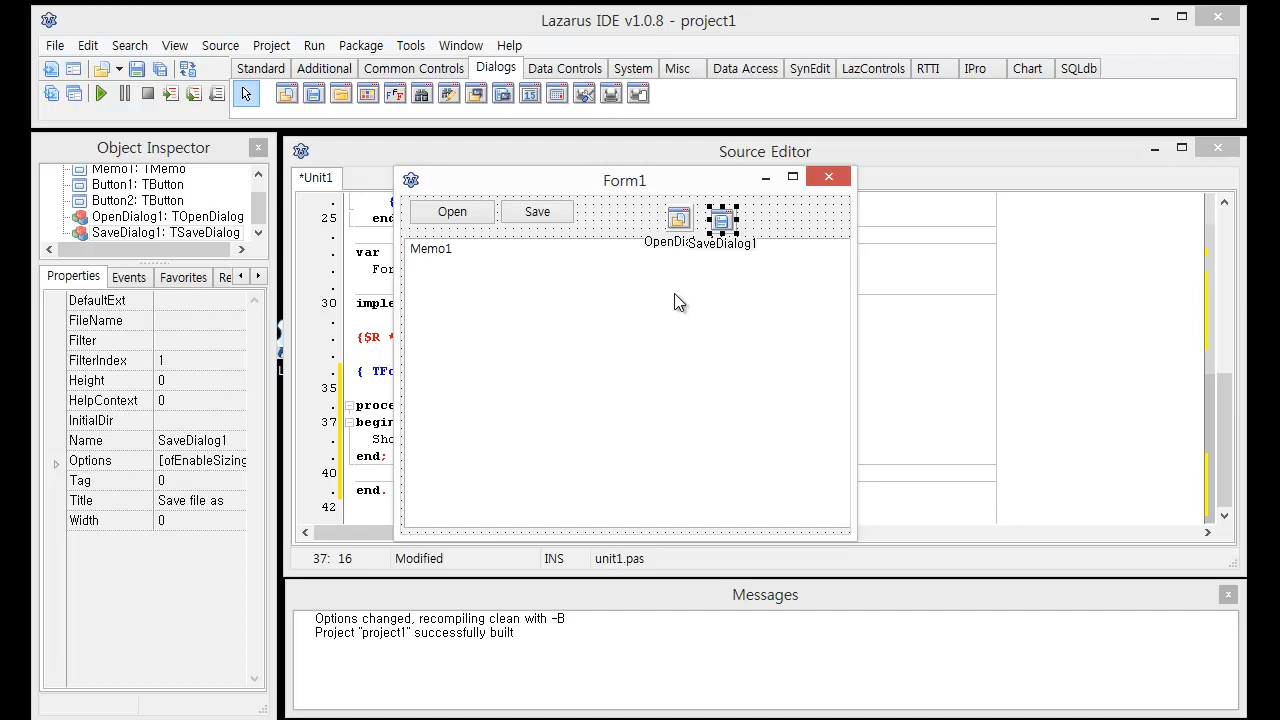 Lazarus IDE v1.0.8 - project1
File Edit Search View Source Project Run Package Tools Window Help
Standard Additional Common Controls Dialogs Data Controls System Misc Data Access SynEdit LazControls RTTI IPro Chart SQLdb
Object Inspector
Memo1: TMemo
Button1: TButton
Button2: TButton
OpenDialog1: TOpenDialog
SaveDialog1: TSaveDialog
Properties Events Favorites Re
DefaultExt
FileName
Filter
FilterIndex 1
Height 0
HelpContext 0
InitialDir
Name SaveDialog1
Options [ofEnableSizing
Tag 0
Title Save file as
Width 0
Source Editor
*Unit1
25 end
var
For
30 imple
{$R *
{ TFo
35
proce
37 begin
Sho
end;
40
end.
42
Form1
Open Save
OpenDia SaveDialog1
Memo1
37: 16 Modified INS unit1.pas
Messages
Options changed, recompiling clean with -B
Project "project1" successfully built